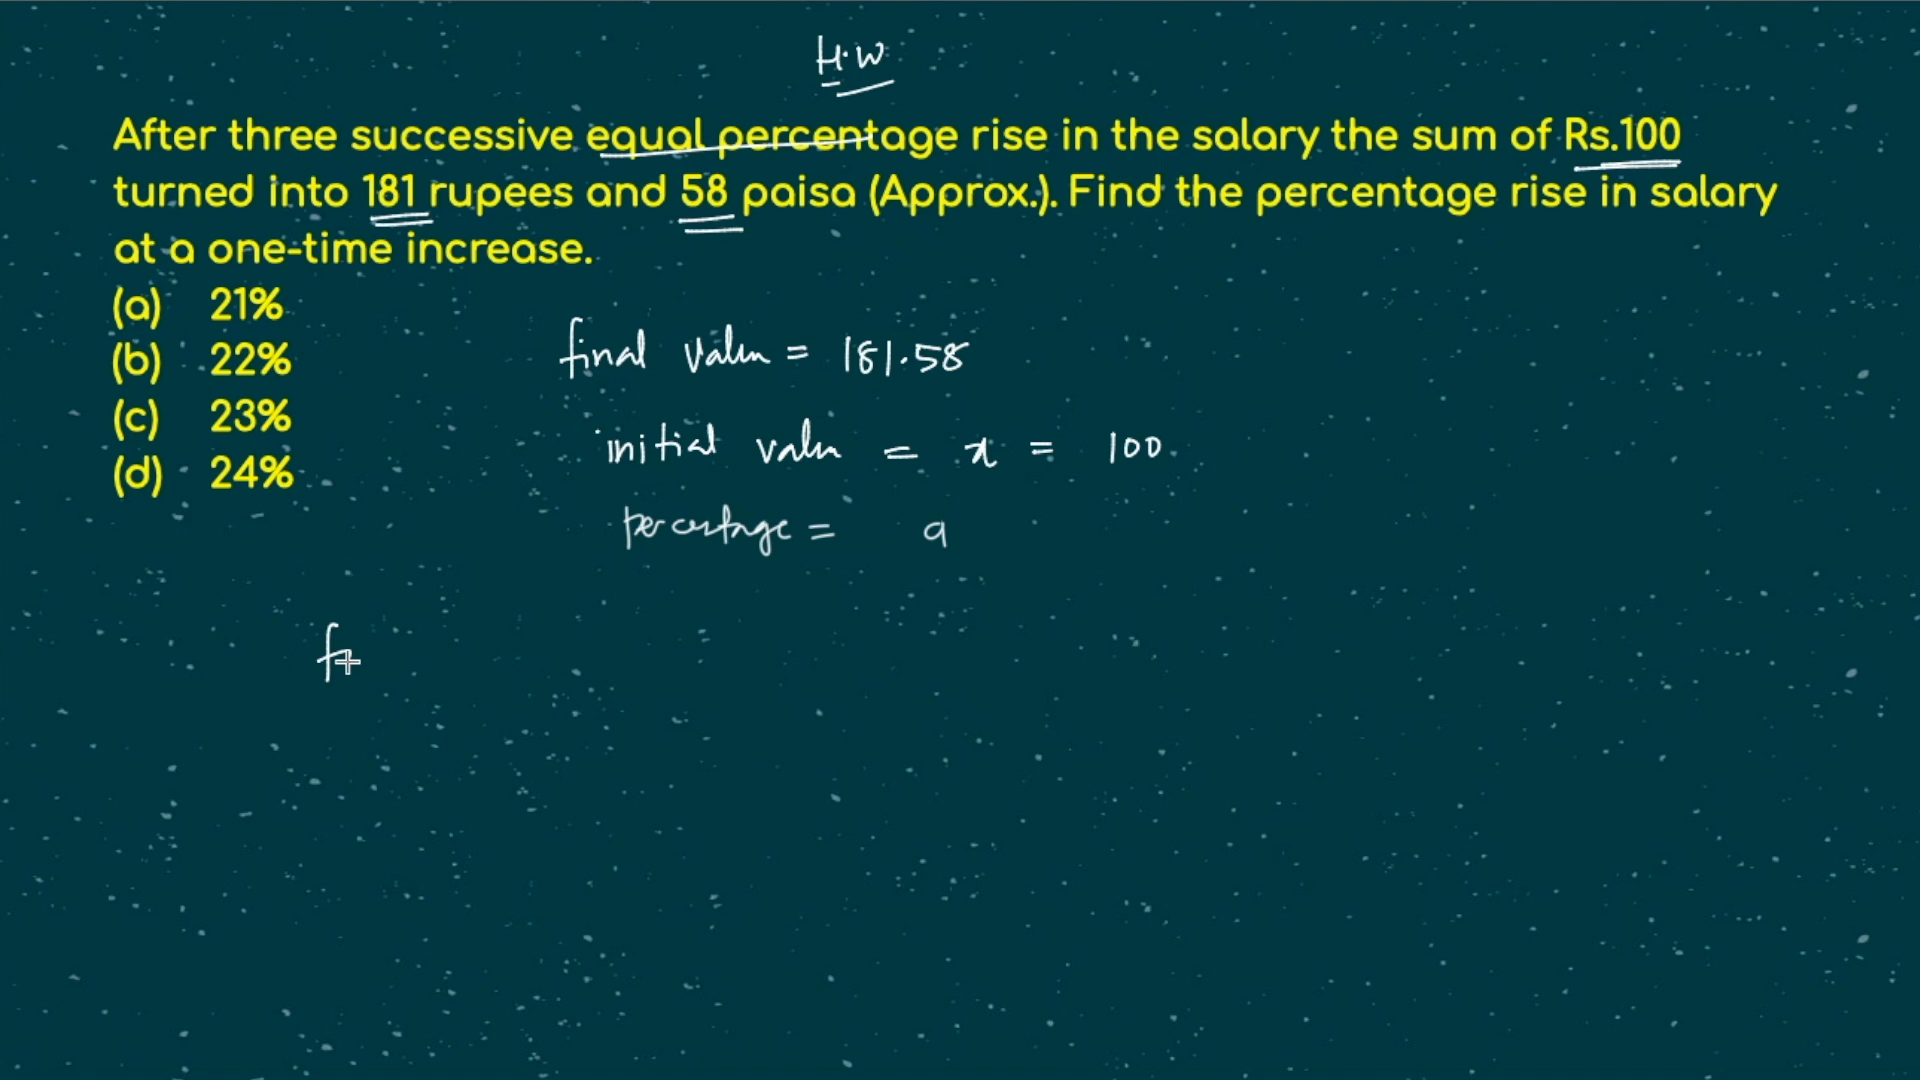 H.W
After three successive equal percentage rise in the salary the sum of Rs.100
turned into 181 rupees and 58 paisa (Approx.). Find the percentage rise in salary
at a one-time increase.
(a) 21%
(b) 22%
(c) 23%
(d) 24%
final value = 181.58
initial value = x = 100
percentage = a
f